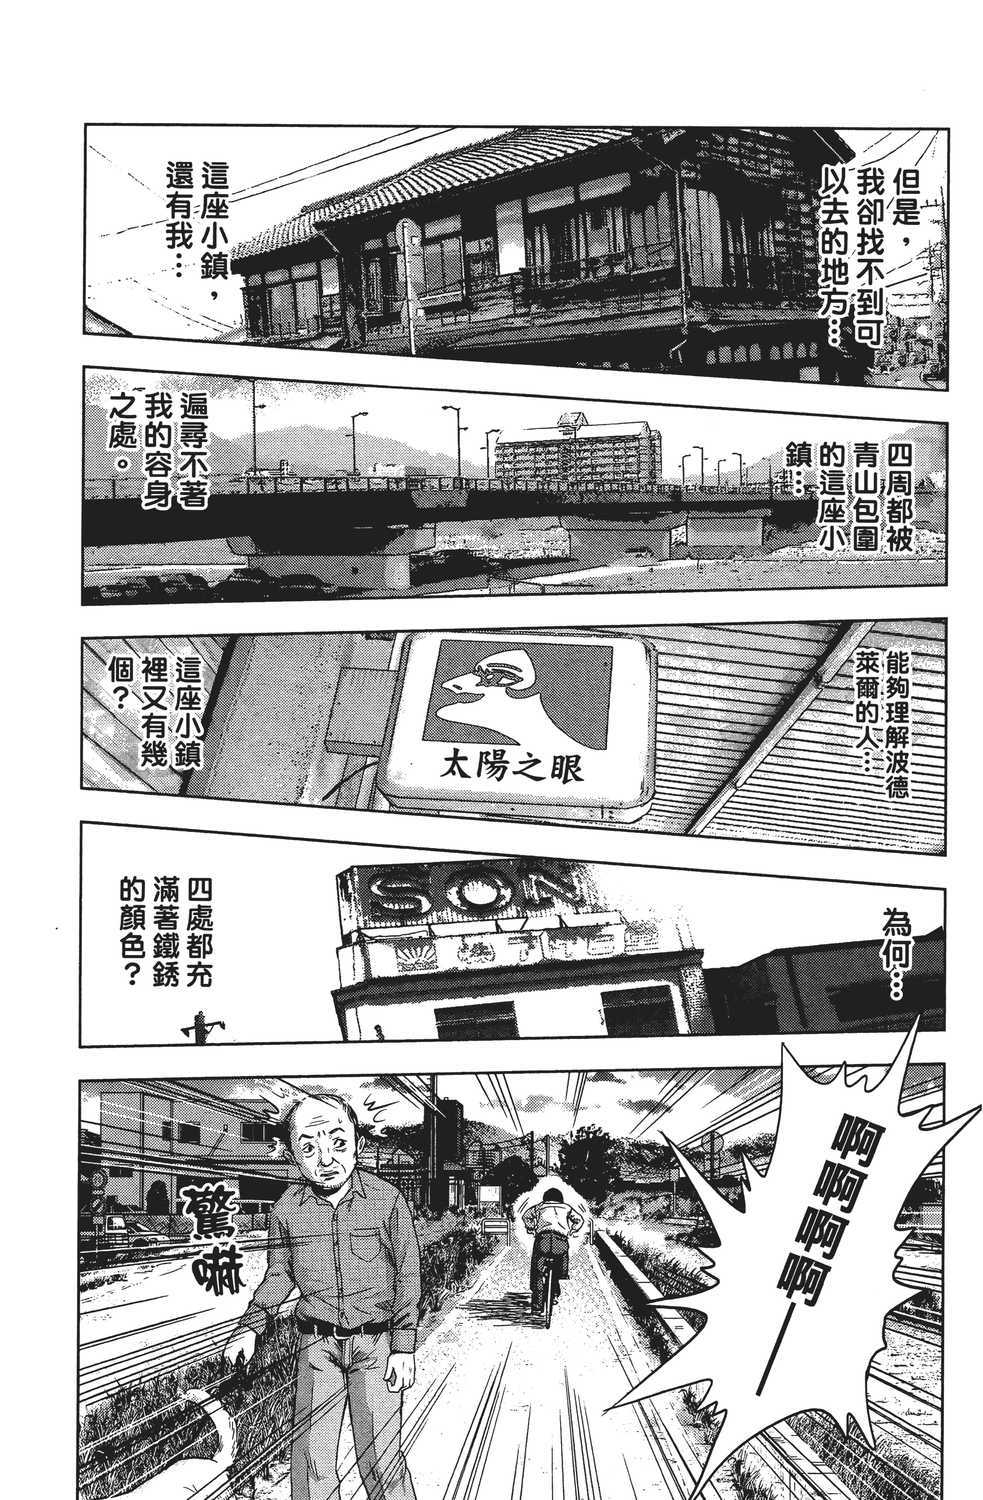 但是，
我卻找不到可
以去的地方…
這座小鎮，
還有我…
四周都被
青山包圍
的這座小
鎮…
遍尋不著
我的容身
之處。
能夠理解波德
萊爾的人…
太陽之眼
這座小鎮
裡又有幾
個？
為何…
SON
四處都充
滿著鐵銹
的顏色？
啊啊啊啊啊啊—
驚嚇